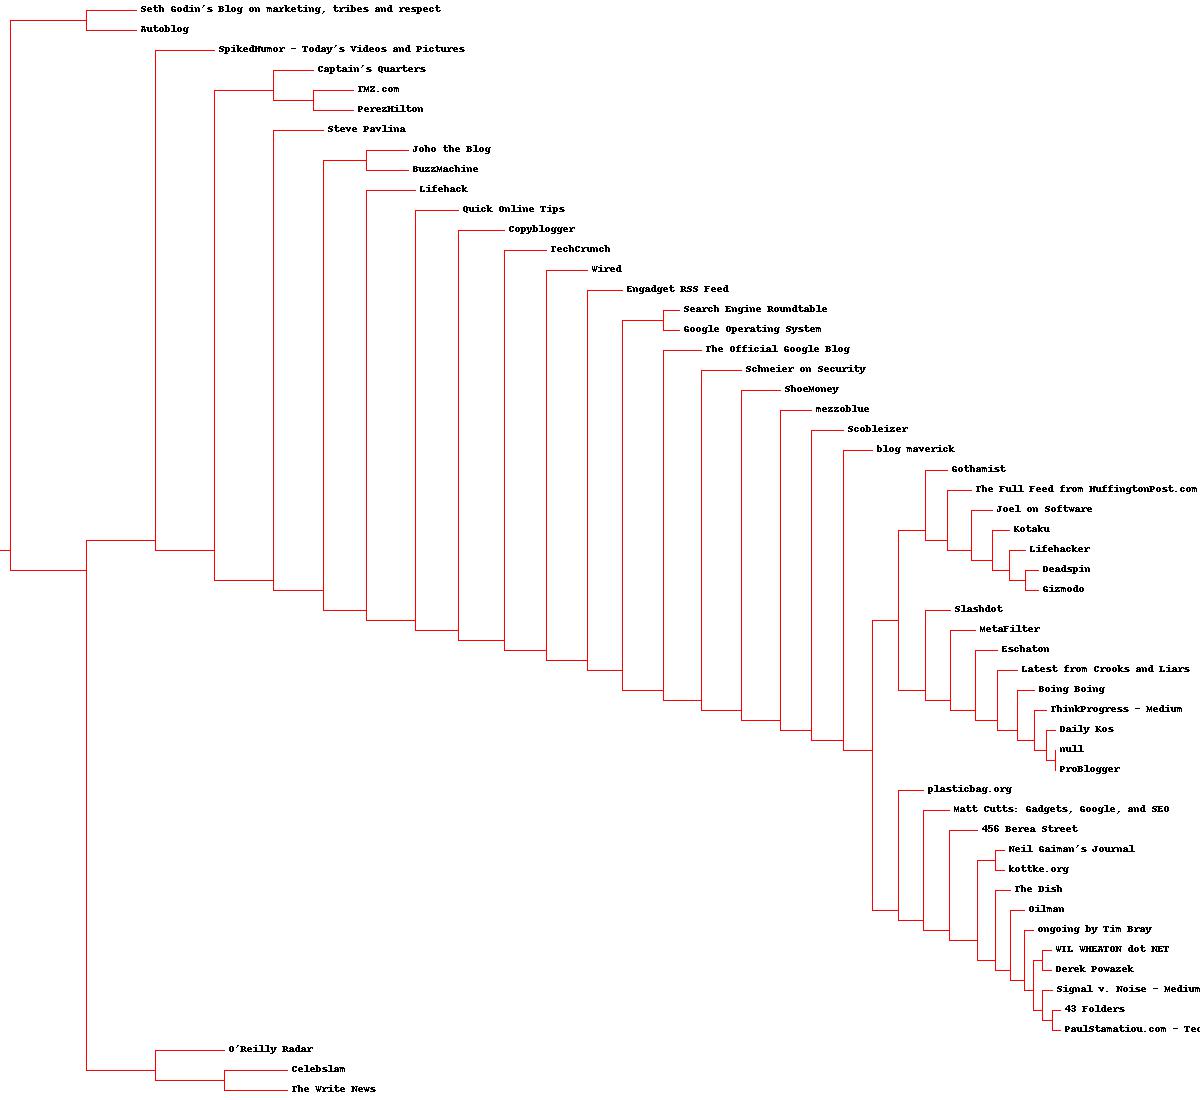 Seth Godin's Blog on marketing, tribes and respect
Autoblog
SpikedHumor - Today's Videos and Pictures
Captain's Quarters
TMZ.com
PerezHilton
Steve Pavlina
Joho the Blog
BuzzMachine
Lifehack
Quick Online Tips
Copyblogger
TechCrunch
Wired
Engadget RSS Feed
Search Engine Roundtable
Google Operating System
The Official Google Blog
Schneier on Security
ShoeMoney
mezzoblue
Scobleizer
blog maverick
Gothamist
The Full Feed from HuffingtonPost.com
Joel on Software
Kotaku
Lifehacker
Deadspin
Gizmodo
Slashdot
MetaFilter
Eschaton
Latest from Crooks and Liars
Boing Boing
ThinkProgress - Medium
Daily Kos
null
ProBlogger
plasticbag.org
Matt Cutts: Gadgets, Google, and SEO
456 Berea Street
Neil Gaiman's Journal
kottke.org
The Dish
Oilman
ongoing by Tim Bray
WIL WHEATON dot NET
Derek Powazek
Signal v. Noise - Medium
43 Folders
PaulStamatiou.com - Tec
O'Reilly Radar
Celebslam
The Write News